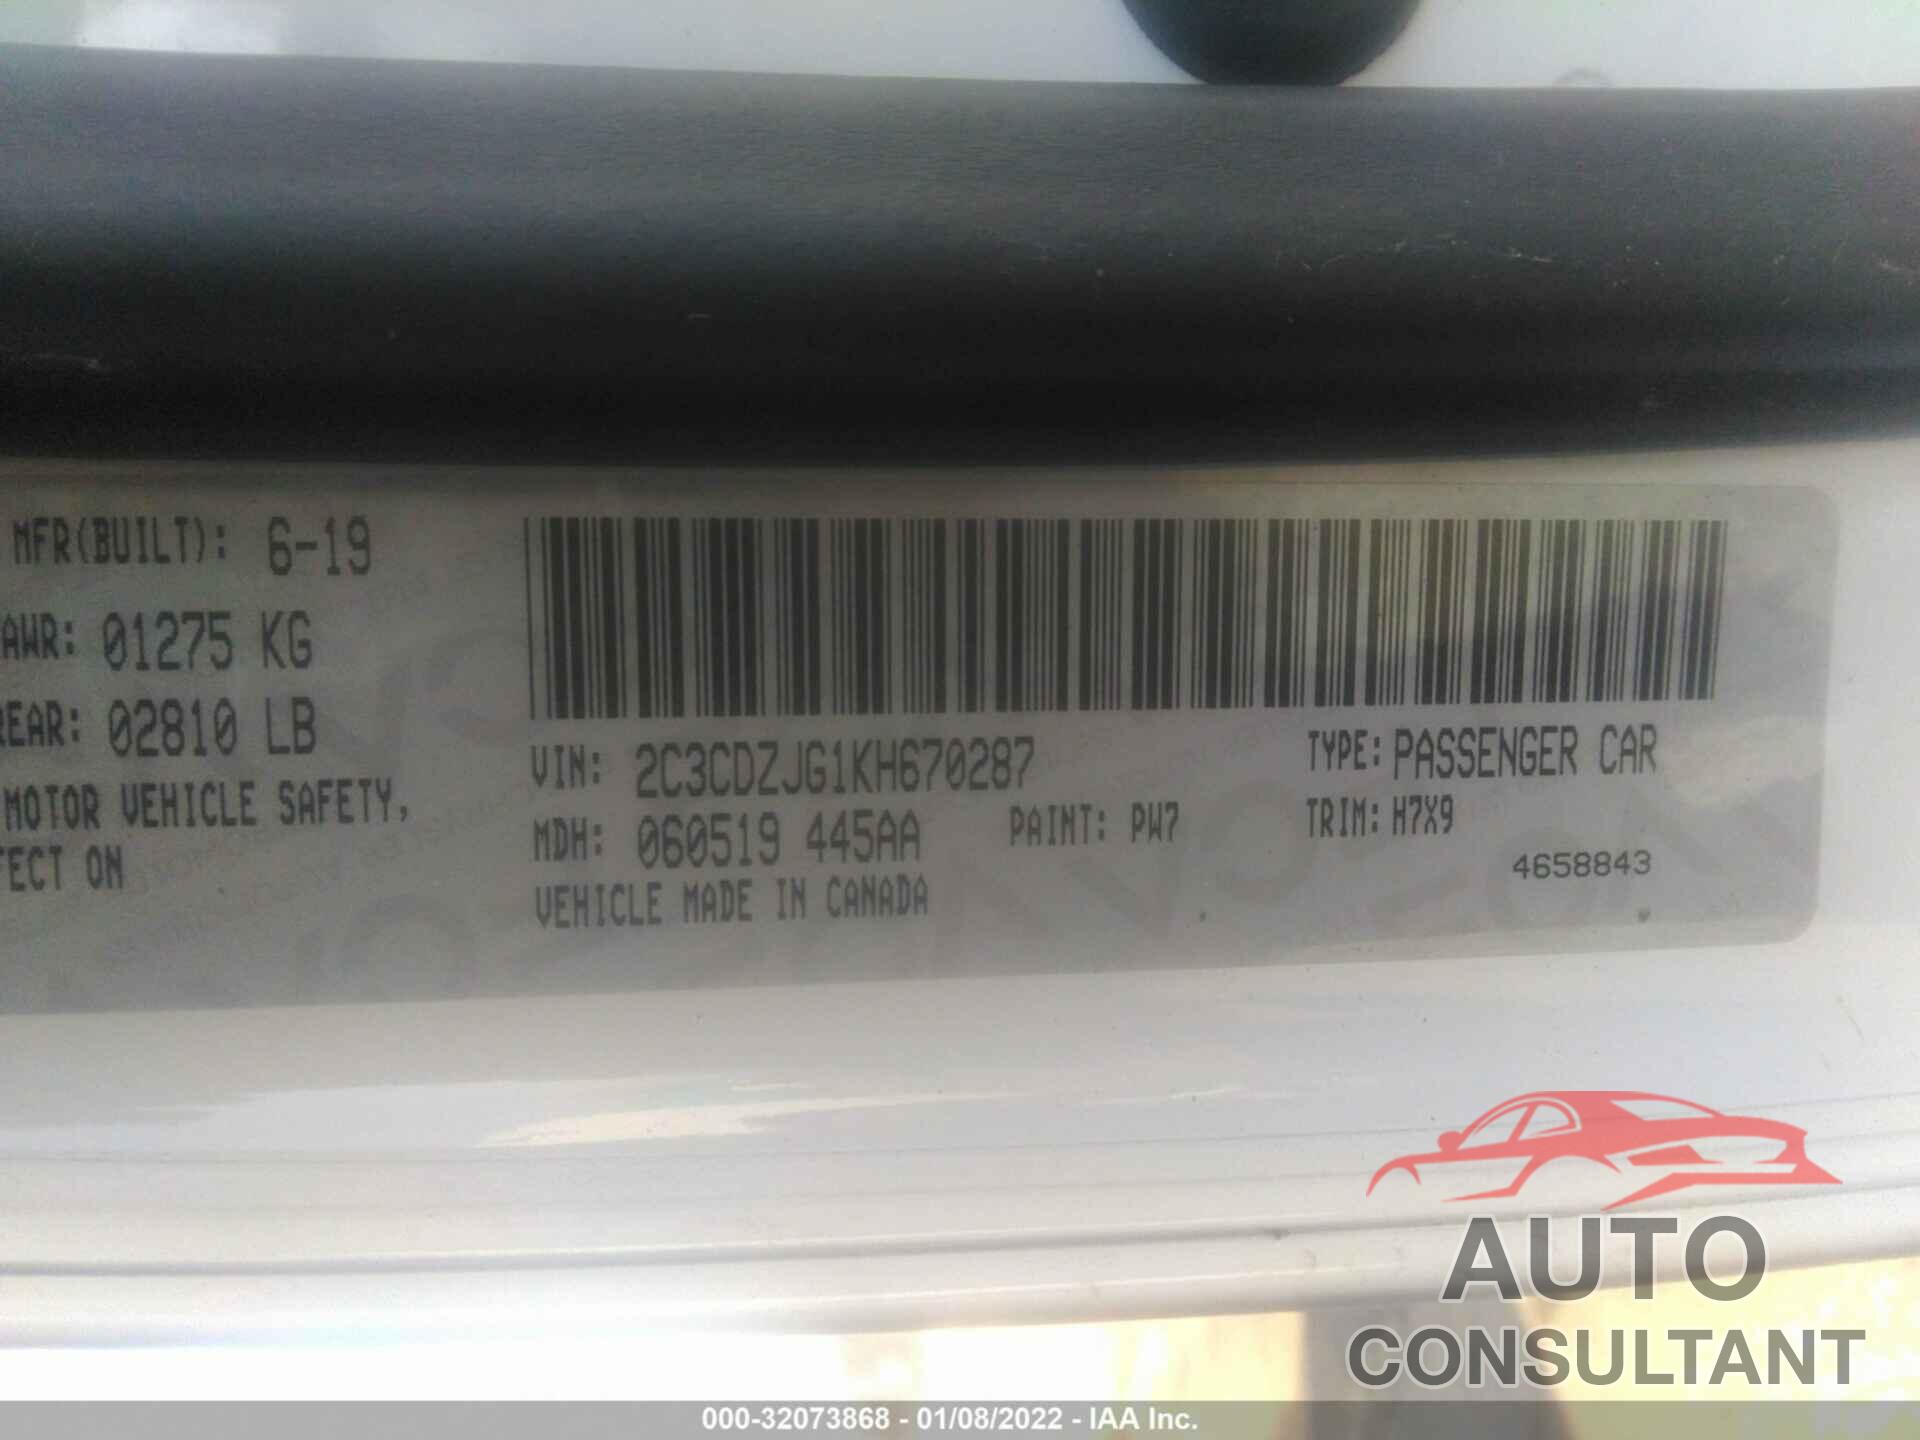 MFR(BUILT): 6-19
AWR: 01275 KG
REAR: 02810 LB
MOTOR VEHICLE SAFETY,
FECT ON
VIN: 2C3CDZJG1KH670287
TYPE: PASSENGER CAR
MDH: 060519 445AA
PAINT: PW7
TRIM: H7X9
VEHICLE MADE IN CANADA
4658843
AUTO
CONSULTANT
000-32073868 - 01/08/2022 - IAA Inc.